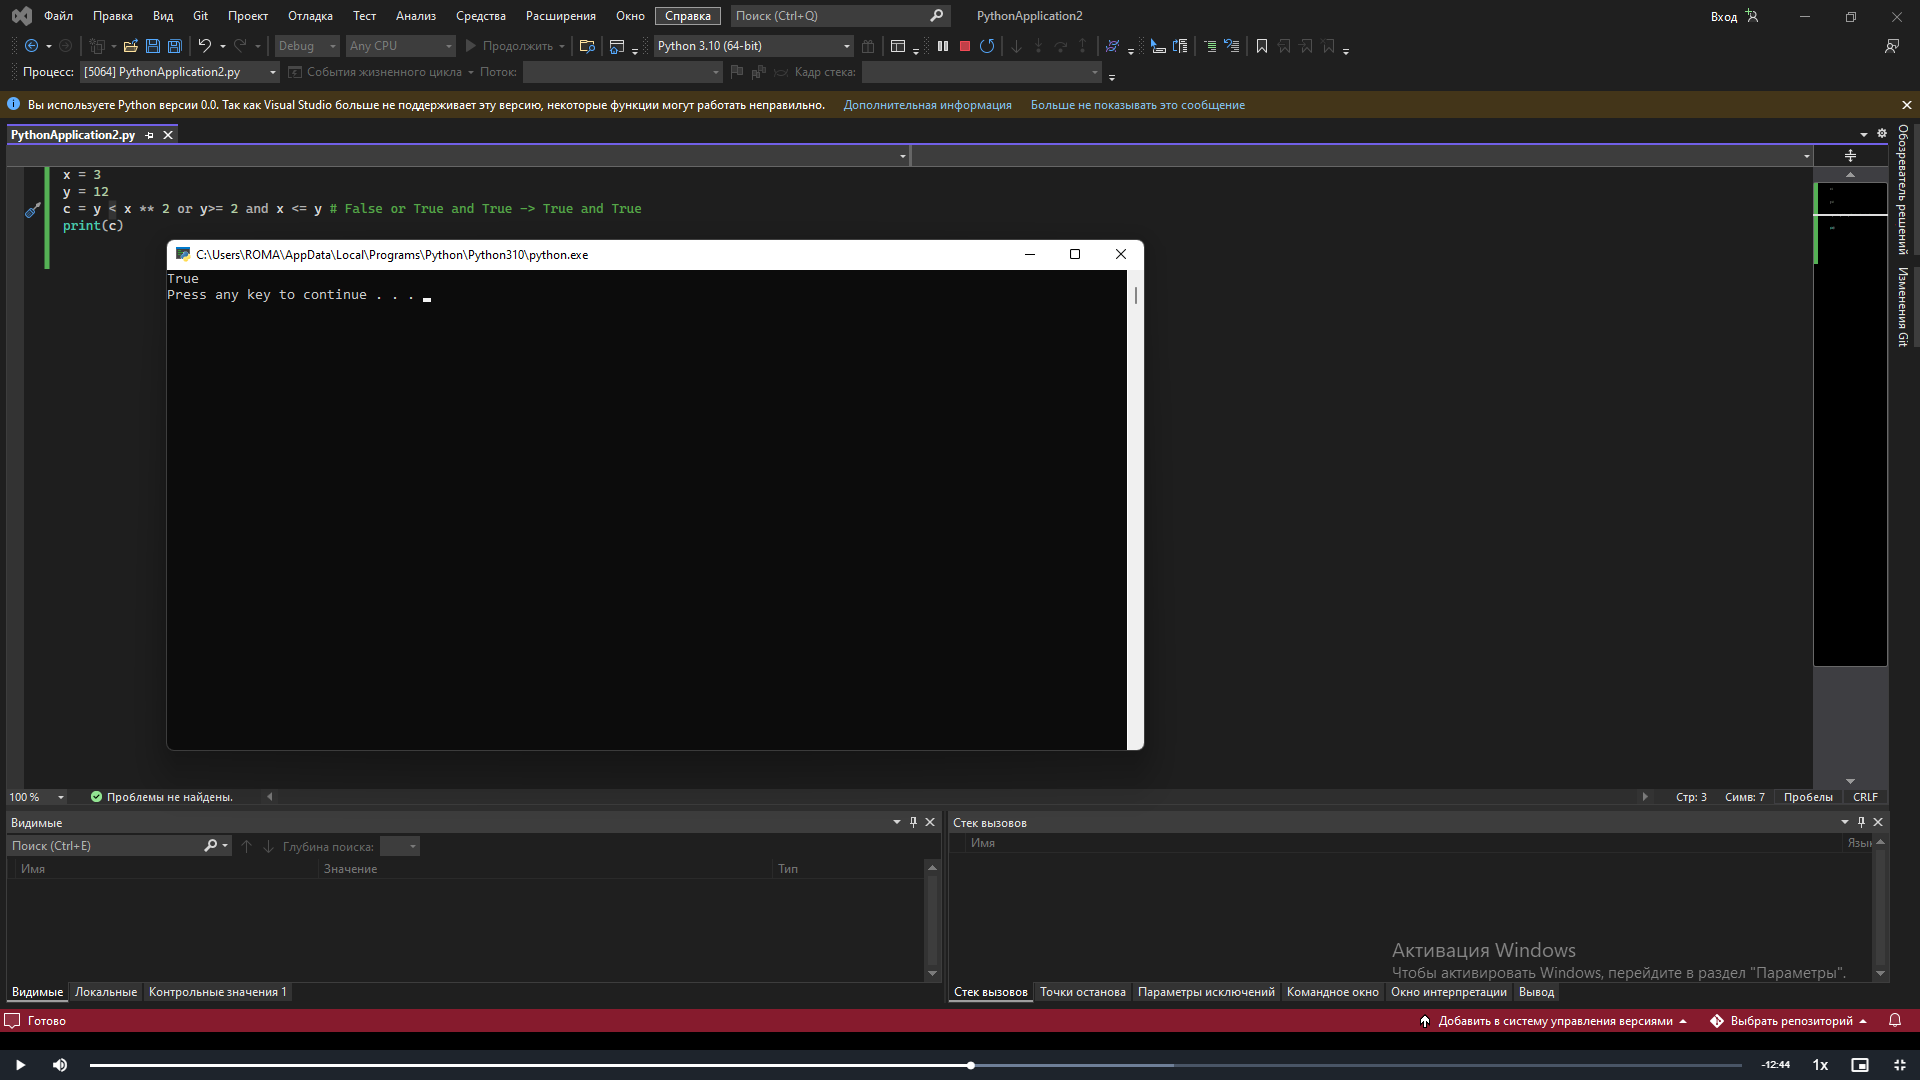 Файл Правка Вид Git Проект Отладка Тест Анализ Средства Расширения Окно Справка Поиск (Ctrl+Q) PythonApplication2 Вход
Debug Any CPU Продолжить Python 3.10 (64-bit)
Процесс: [5064] PythonApplication2.py События жизненного цикла Поток: Кадр стека:
Вы используете Python версии 0.0. Так как Visual Studio больше не поддерживает эту версию, некоторые функции могут работать неправильно. Дополнительная информация Больше не показывать это сообщение
PythonApplication2.py
x = 3
y = 12
c = y < x ** 2 or y>= 2 and x <= y # False or True and True -> True and True
print(c)
C:\Users\ROMA\AppData\Local\Programs\Python\Python310\python.exe
True
Press any key to continue . . .
Обозреватель решений
Изменения Git
100 % Проблемы не найдены. Стр: 3 Симв: 7 Пробелы CRLF
Видимые
Поиск (Ctrl+E) Глубина поиска:
Имя Значение Тип
Видимые Локальные Контрольные значения 1
Стек вызовов
Имя Язык
Активация Windows
Чтобы активировать Windows, перейдите в раздел "Параметры".
Стек вызовов Точки останова Параметры исключений Командное окно Окно интерпретации Вывод
Готово Добавить в систему управления версиями Выбрать репозиторий
-12:44 1x